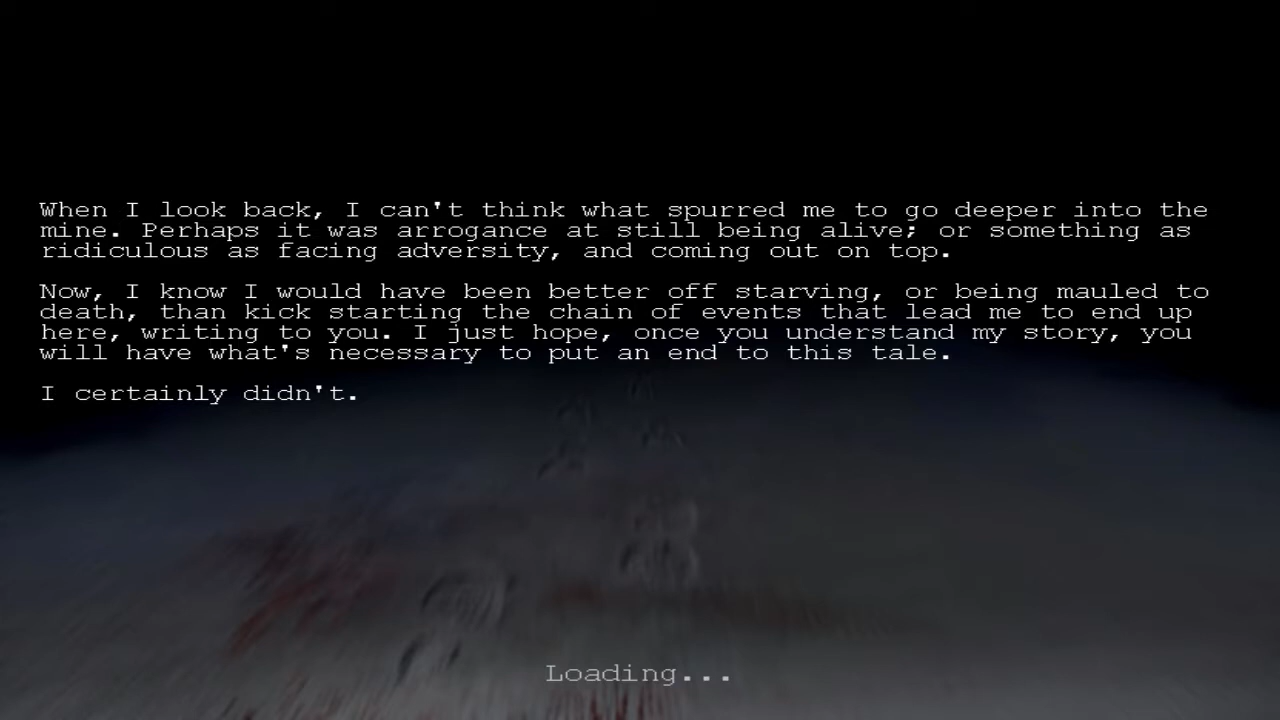 When I look back, I can't think what spurred me to go deeper into the
mine. Perhaps it was arrogance at still being alive; or something as
ridiculous as facing adversity, and coming out on top.
Now, I know I would have been better off starving, or being mauled to
death, than kick starting the chain of events that lead me to end up
here, writing to you. I just hope, once you understand my story, you
will have what's necessary to put an end to this tale.
I certainly didn't.
Loading...